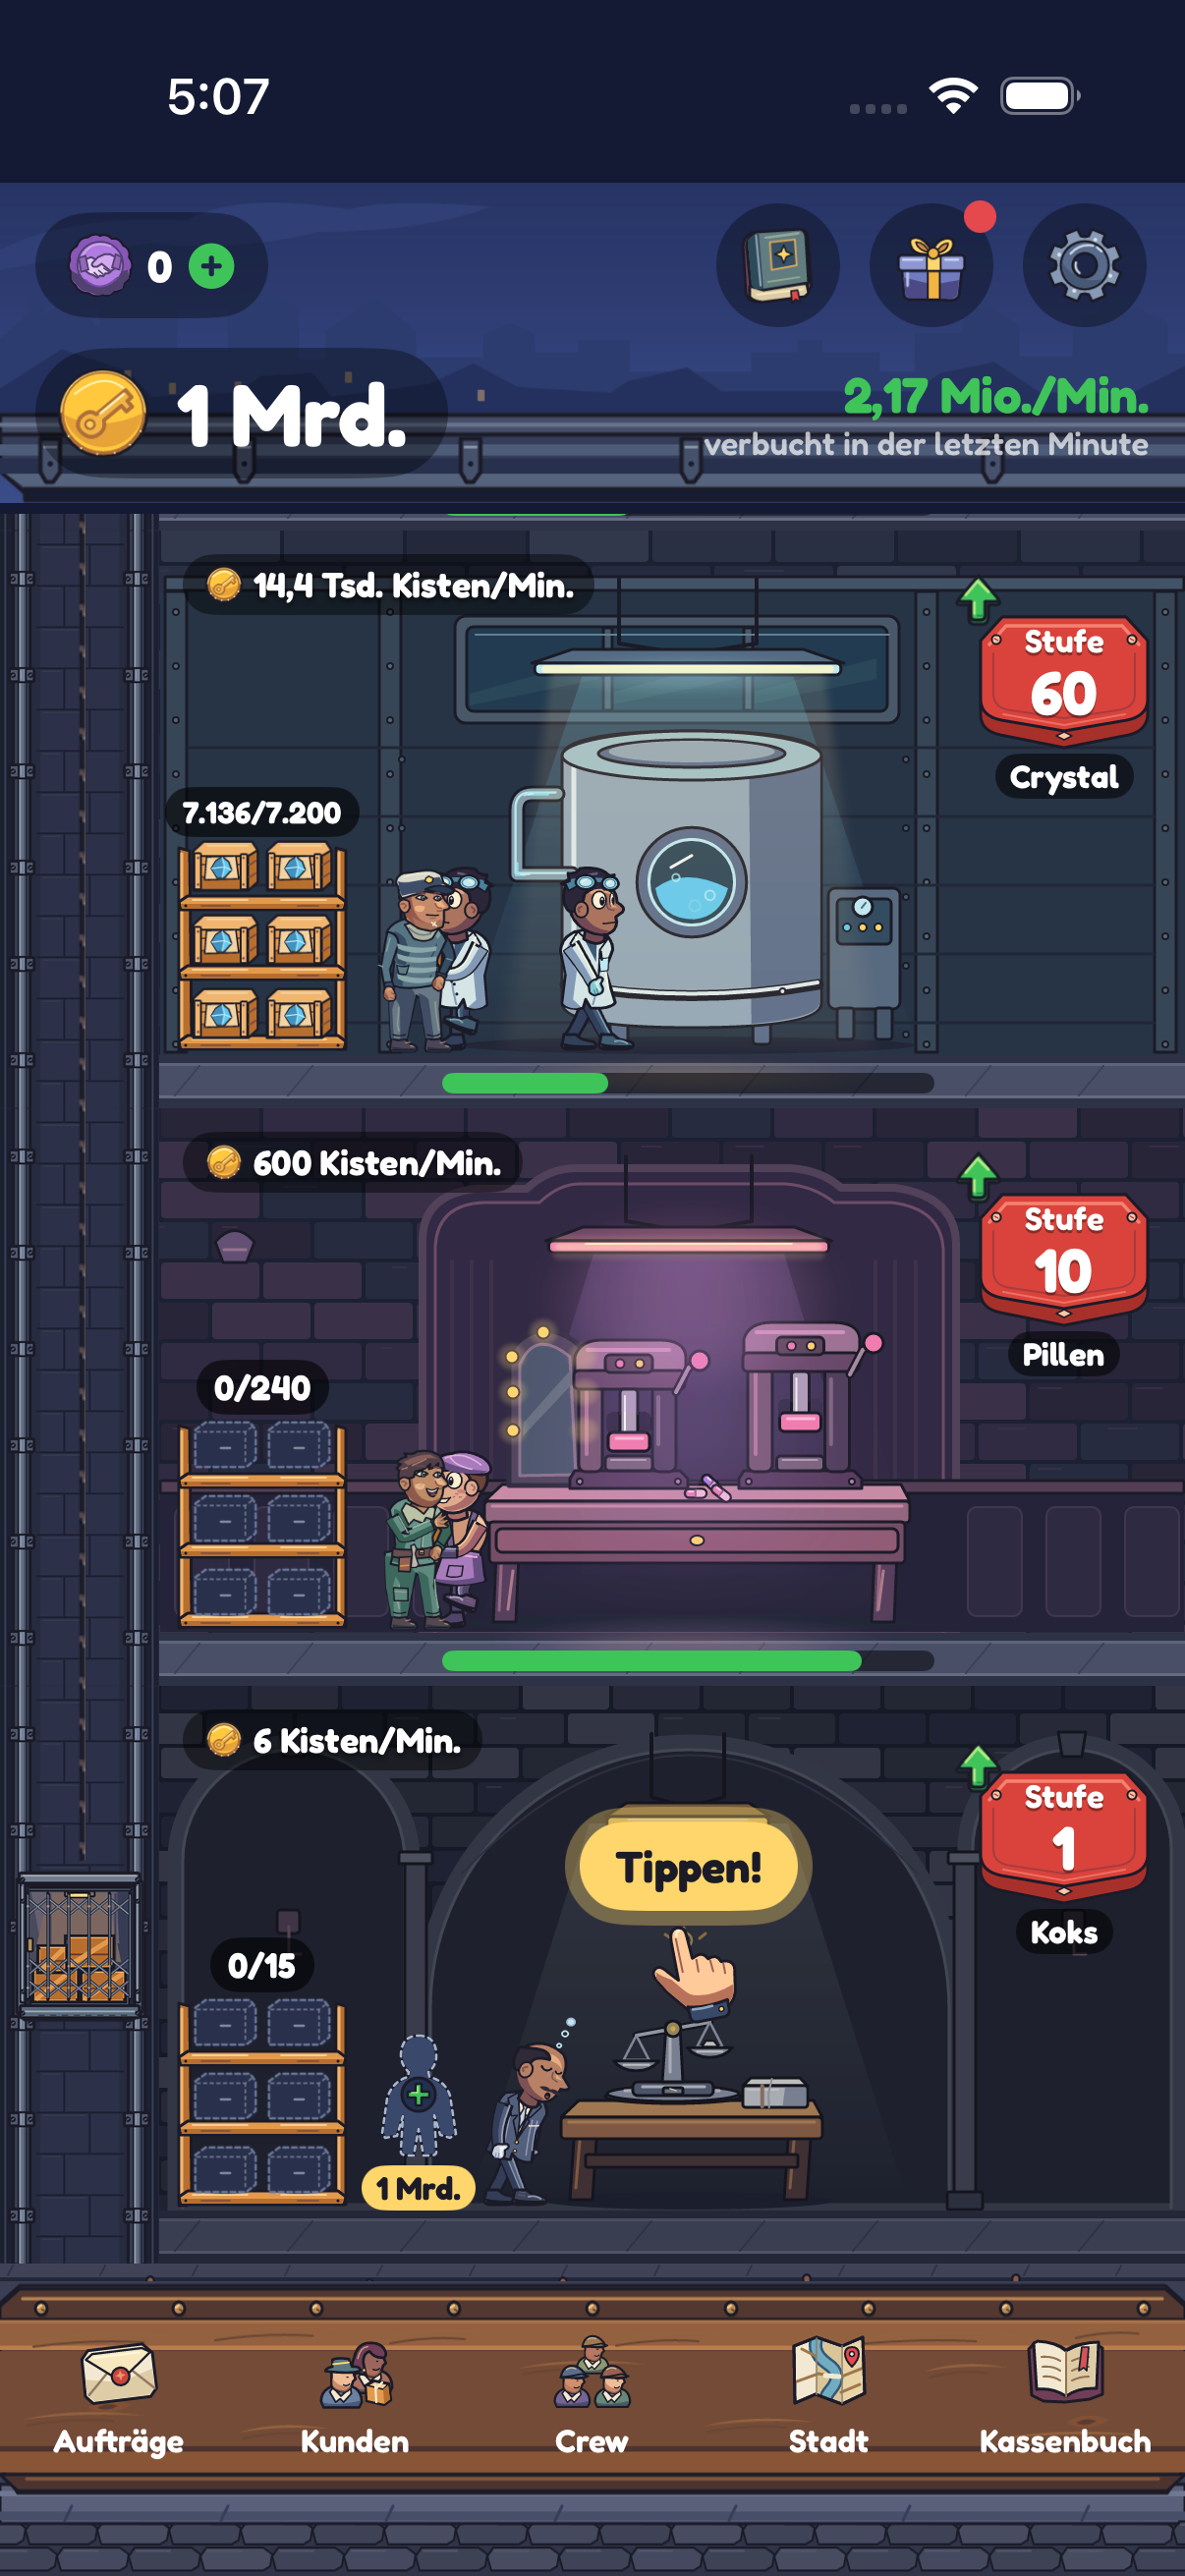 5:07
0
1 Mrd.
2,17 Mio./Min.
verbucht in der letzten Minute
14,4 Tsd. Kisten/Min.
Stufe
60
Crystal
7.136/7.200
600 Kisten/Min.
Stufe
10
Pillen
0/240
6 Kisten/Min.
Stufe
1
Koks
Tippen!
0/15
1 Mrd.
Aufträge
Kunden
Crew
Stadt
Kassenbuch